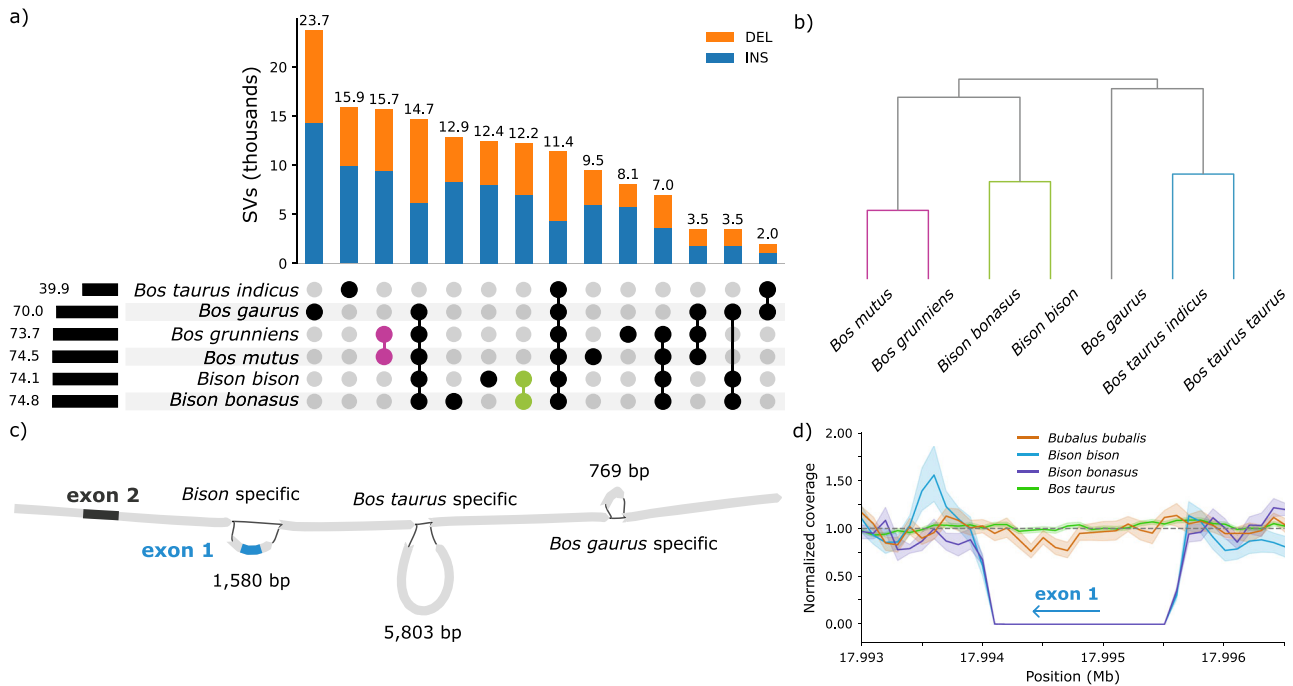 a)
23.7
15.9
15.7
14.7
12.9
12.4
12.2
11.4
9.5
8.1
7.0
3.5
3.5
2.0
DEL
INS
SVs (thousands)
20
15
10
5
0
39.9 Bos taurus indicus
70.0 Bos gaurus
73.7 Bos grunniens
74.5 Bos mutus
74.1 Bison bison
74.8 Bison bonasus
b)
Bos mutus
Bos grunniens
Bison bonasus
Bison bison
Bos gaurus
Bos taurus indicus
Bos taurus taurus
c)
exon 2
Bison specific
exon 1
1,580 bp
Bos taurus specific
5,803 bp
769 bp
Bos gaurus specific
d)
Bubalus bubalis
Bison bison
Bison bonasus
Bos taurus
Normalized coverage
2.00
1.50
1.00
0.50
0.00
exon 1
17.993 17.994 17.995 17.996
Position (Mb)